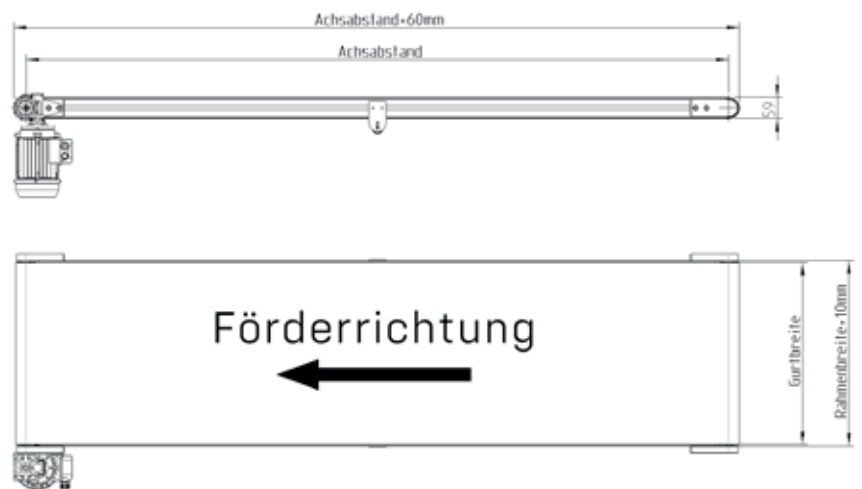 Achsabstand+60mm
Achsabstand
59
Förderrichtung
Gurtbreite
Rahmenbreite+10mm